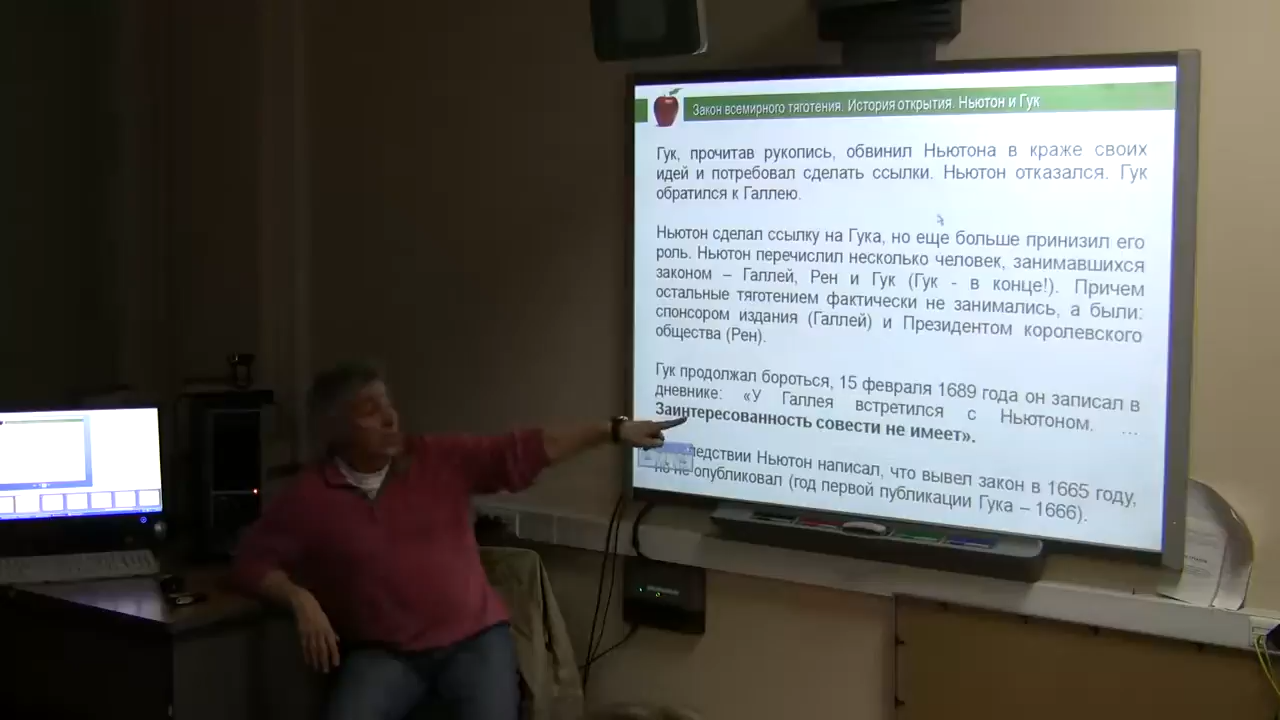 Закон всемирного тяготения. История открытия. Ньютон и Гук
Гук, прочитав рукопись, обвинил Ньютона в краже своих
идей и потребовал сделать ссылки. Ньютон отказался. Гук
обратился к Галлею.
Ньютон сделал ссылку на Гука, но еще больше принизил его
роль. Ньютон перечислил несколько человек, занимавшихся
законом – Галлей, Рен и Гук (Гук - в конце!). Причем
остальные тяготением фактически не занимались, а были:
спонсором издания (Галлей) и Президентом королевского
общества (Рен).
Гук продолжал бороться, 15 февраля 1689 года он записал в
дневнике: «У Галлея встретился с Ньютоном. ...
Заинтересованность совести не имеет».
ледствии Ньютон написал, что вывел закон в 1665 году,
но не опубликовал (год первой публикации Гука – 1666).